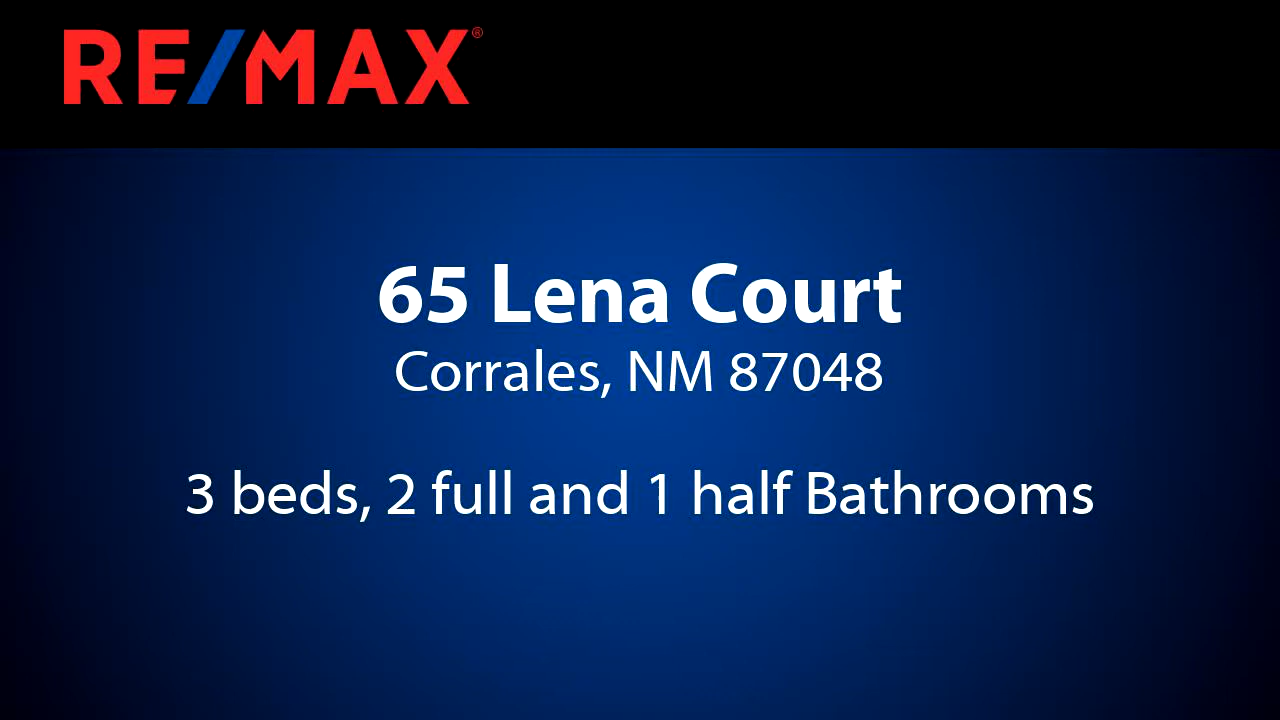 RE/MAX®
65 Lena Court
Corrales, NM 87048
3 beds, 2 full and 1 half Bathrooms